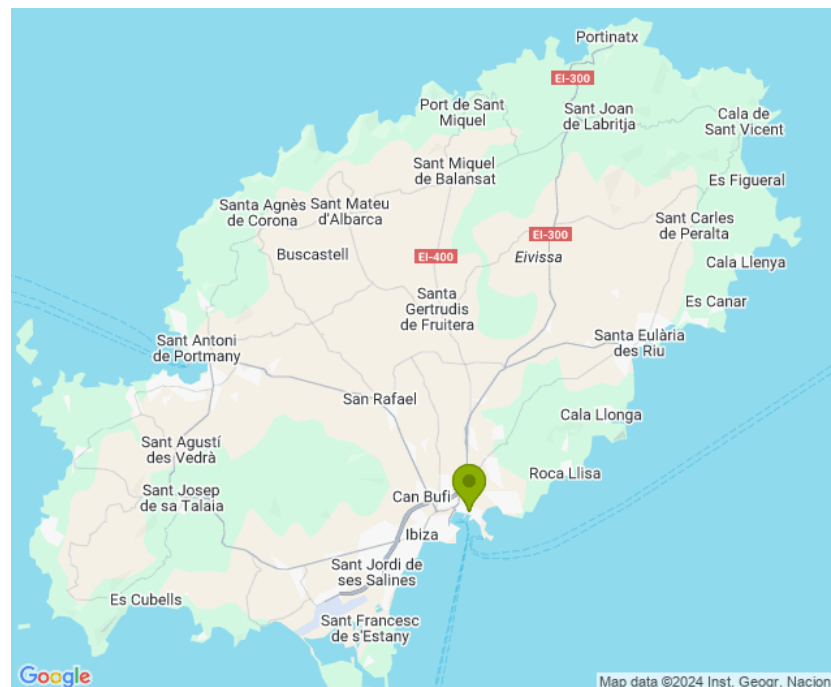 Portinatx
EI-300
Port de Sant
Miquel
Sant Joan
de Labritja
Cala de
Sant Vicent
Sant Miquel
de Balansat
Es Figueral
Santa Agnès
de Corona
Sant Mateu
d'Albarca
Sant Carles
de Peralta
EI-300
Buscastell
EI-400
Eivissa
Cala Llenya
Santa
Gertrudis
de Fruitera
Es Canar
Sant Antoni
de Portmany
Santa Eulària
des Riu
San Rafael
Cala Llonga
Sant Agustí
des Vedrà
Roca Llisa
Sant Josep
de sa Talaia
Can Bufí
Ibiza
Sant Jordi de
ses Salines
Es Cubells
Sant Francesc
de s'Estany
Google
Map data ©2024 Inst. Geogr. Nacion